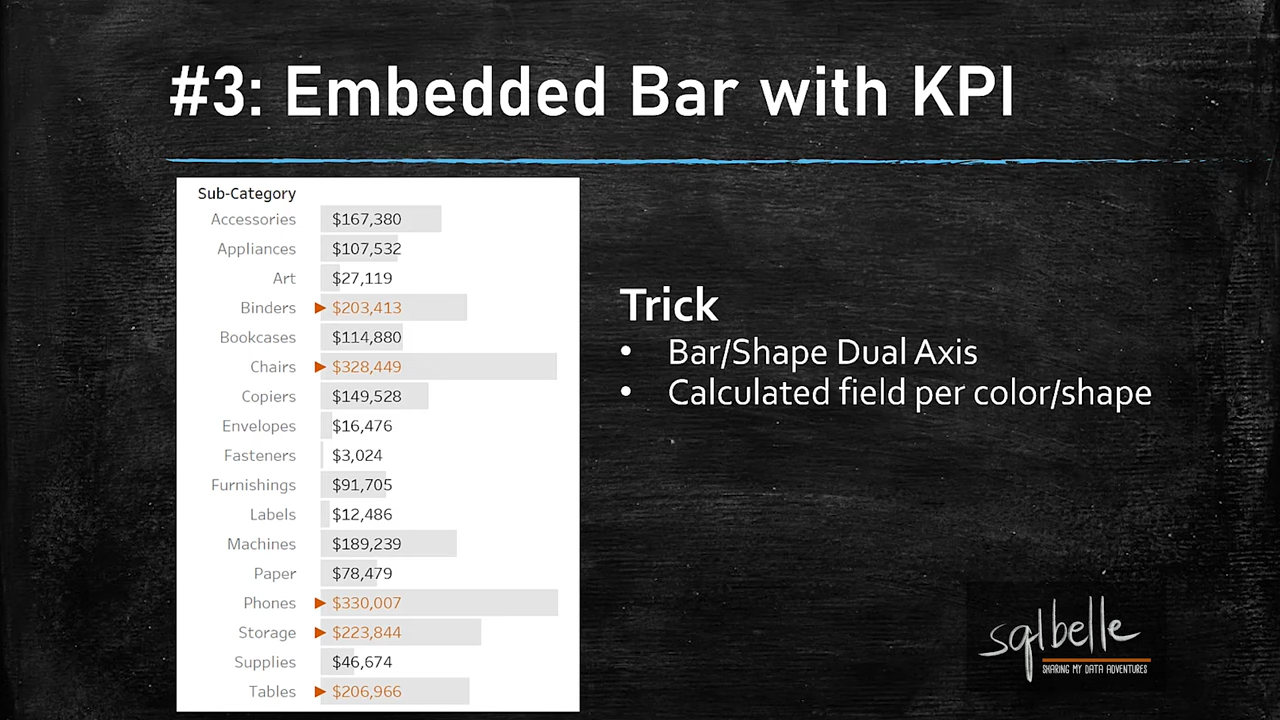 #3: Embedded Bar with KPI
Sub-Category
Accessories $167,380
Appliances $107,532
Art $27,119
Binders $203,413
Bookcases $114,880
Chairs $328,449
Copiers $149,528
Envelopes $16,476
Fasteners $3,024
Furnishings $91,705
Labels $12,486
Machines $189,239
Paper $78,479
Phones $330,007
Storage $223,844
Supplies $46,674
Tables $206,966
Trick
• Bar/Shape Dual Axis
• Calculated field per color/shape
sqlbelle
SHARING MY DATA ADVENTURES